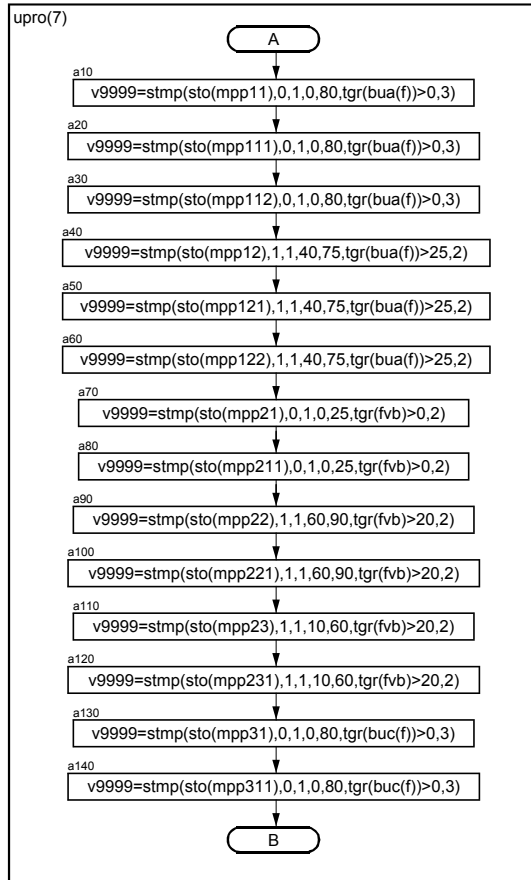 upro(7)
A
a10
v9999=stmp(sto(mpp11),0,1,0,80,tgr(bua(f)>0,3)
a20
v9999=stmp(sto(mpp111),0,1,0,80,tgr(bua(f))>0,3)
a30
v9999=stmp(sto(mpp112),0,1,0,80,tgr(bua(f)>0,3)
a40
v9999=stmp(sto(mpp12),1,1,40,75,tgr(bua(f))>25,2)
a50
v9999=stmp(sto(mpp121),1,1,40,75,tgr(bua(f)>25,2)
a60
v9999=stmp(sto(mpp122),1,1,40,75,tgr(bua(f)>25,2)
a70
v9999=stmp(sto(mpp21),0,1,0,25,tgr(fvb)>0,2)
a80
v9999=stmp(sto(mpp211),0,1,0,25,tgr(fvb)>0,2)
a90
v9999=stmp(sto(mpp22),1,1,60,90,tgr(fvb)>20,2)
a100
v9999=stmp(sto(mpp221),1,1,60,90,tgr(fvb)>20,2)
a110
v9999=stmp(sto(mpp23),1,1,10,60,tgr(fvb)>20,2)
a120
v9999=stmp(sto(mpp231),1,1,10,60,tgr(fvb)>20,2)
a130
v9999=stmp(sto(mpp31),0,1,0,80,tgr(buc(f)>0,3)
a140
v9999=stmp(sto(mpp311),0,1,0,80,tgr(buc(f)>0,3)
B